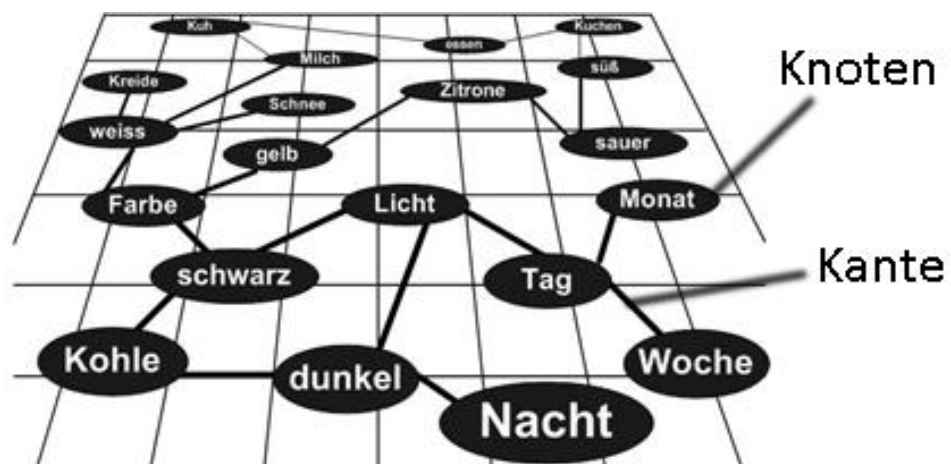 Kuh
essen
Kuchen
Milch
süß
Kreide
Zitrone
Schnee
Knoten
weiss
sauer
gelb
Farbe
Licht
Monat
schwarz
Tag
Kante
Kohle
dunkel
Woche
Nacht